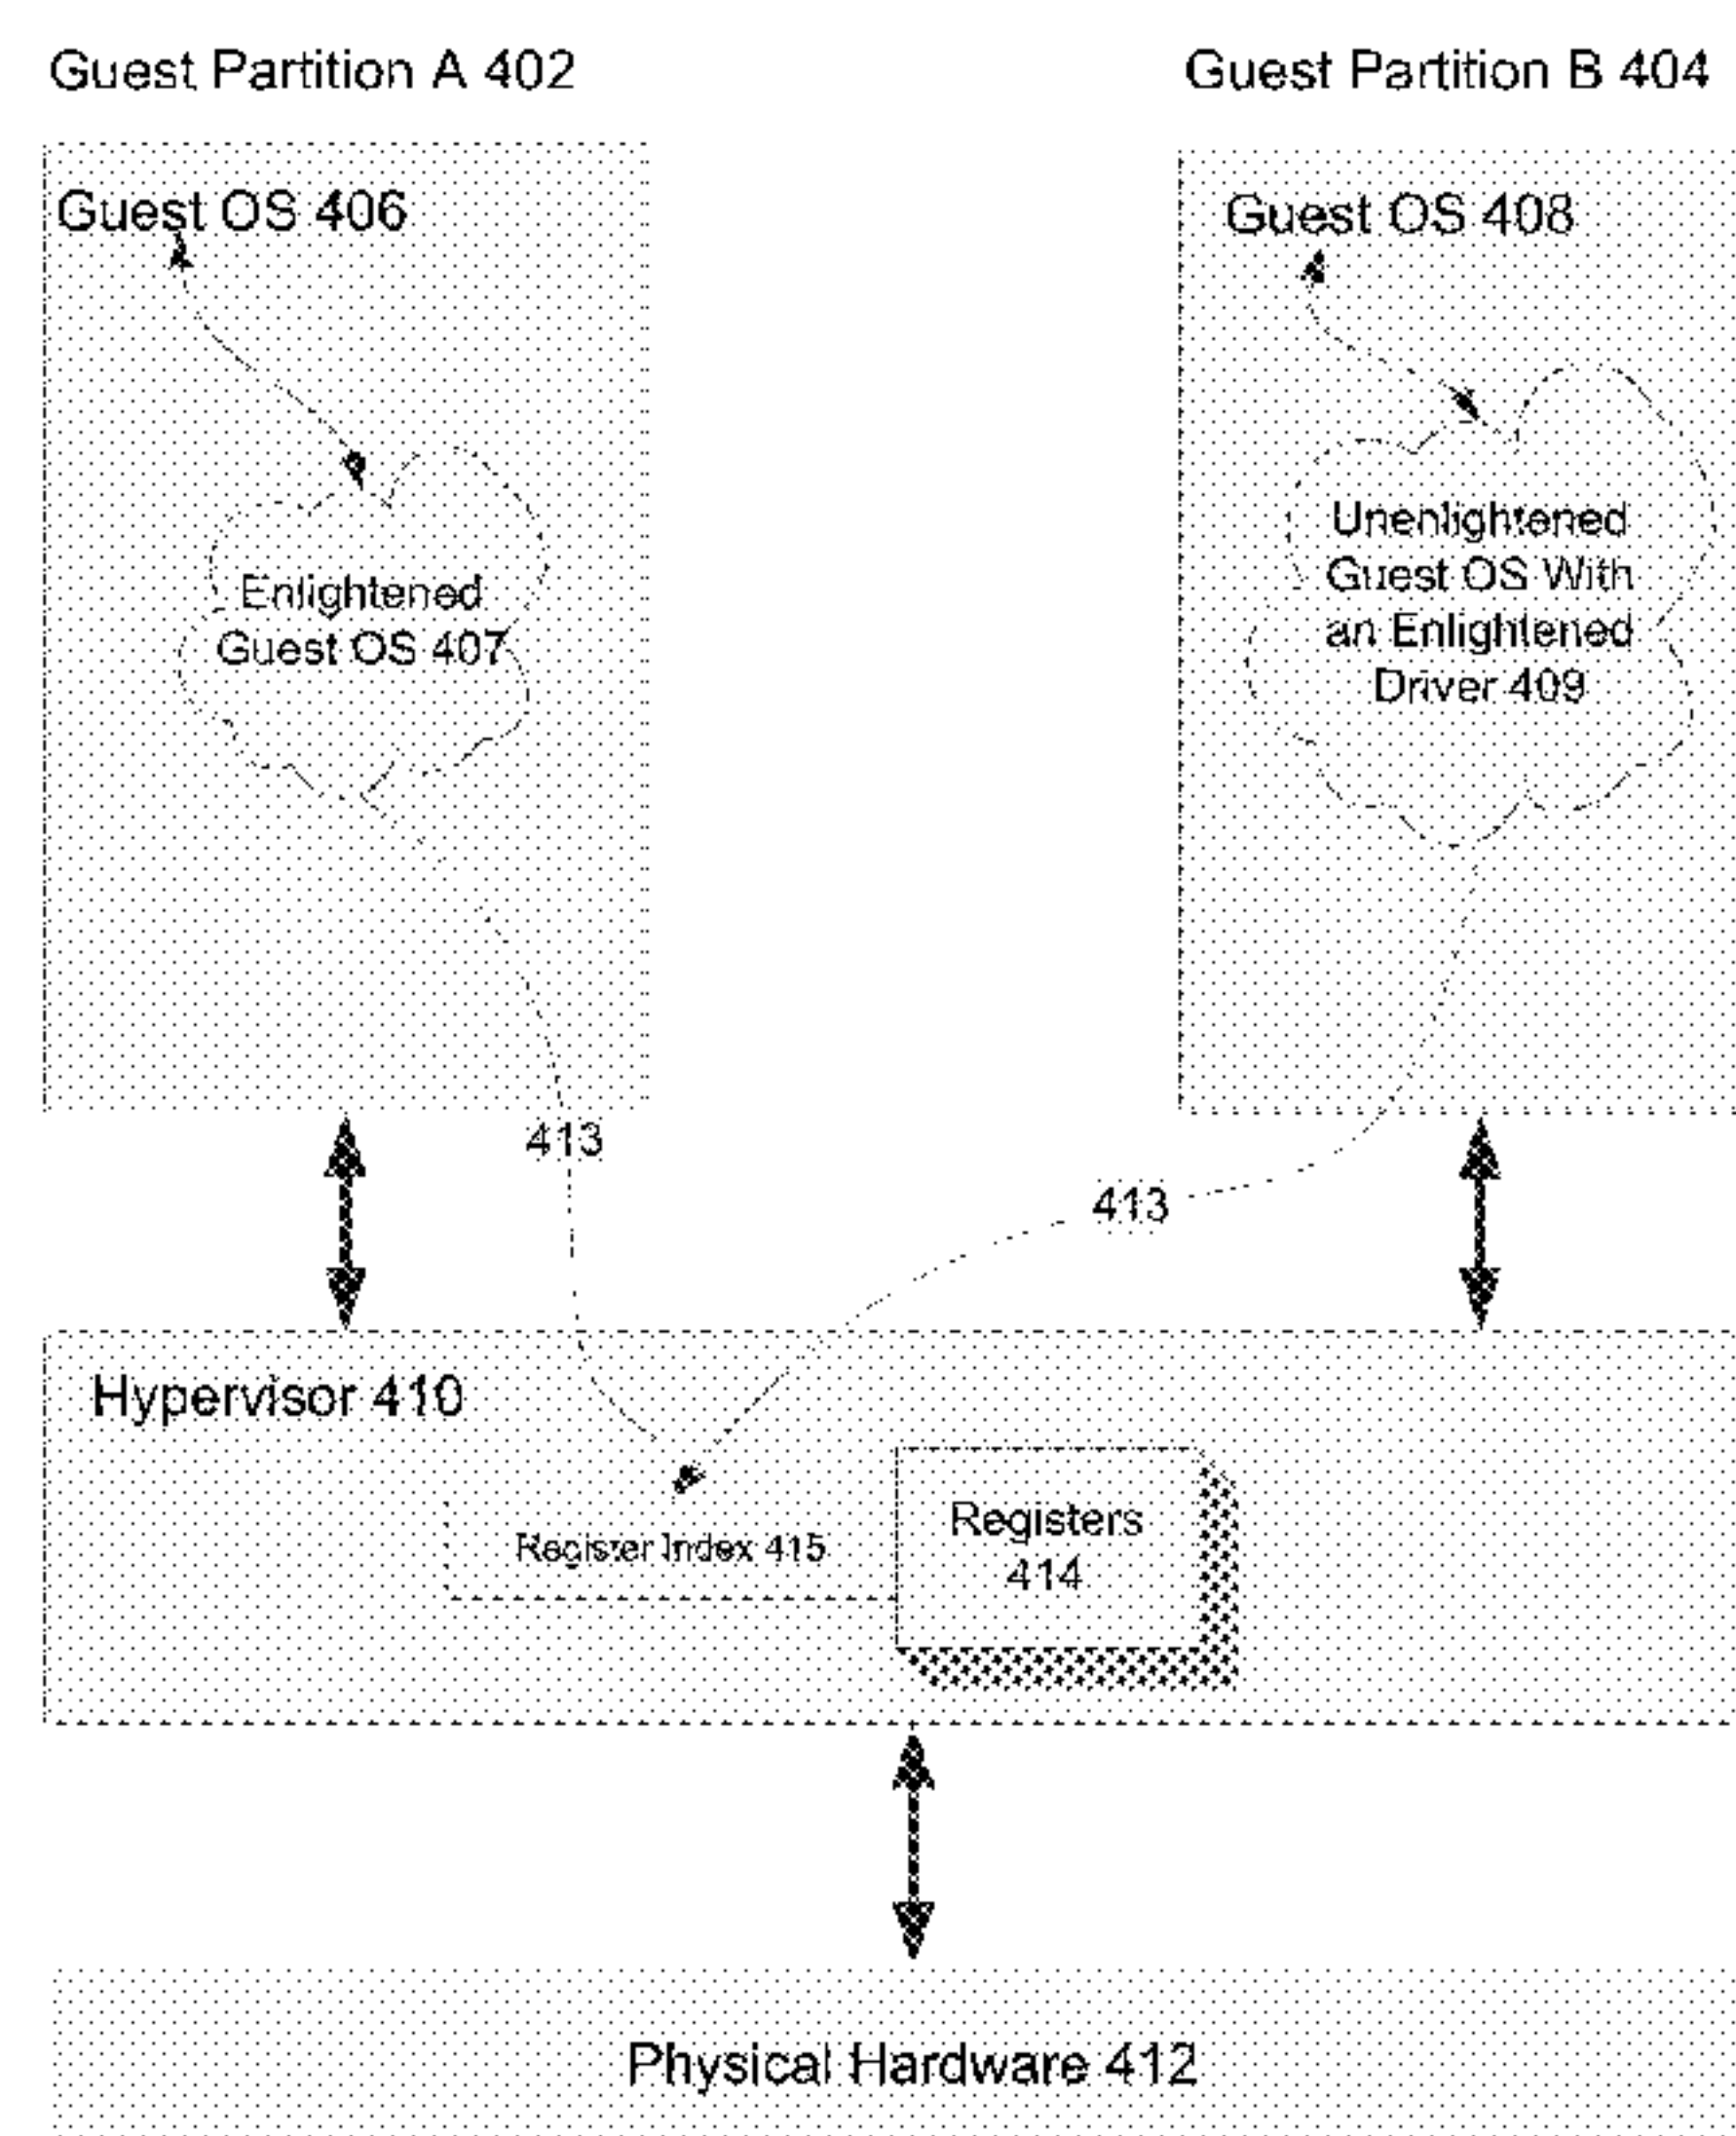 Guest Partition A 402
Guest Partition B 404
Guest OS 406
Guest OS 408
Enlightened
Guest OS 407
Unenlightened
Guest OS With
an Enlightened
Driver 409
413
413
Hypervisor 410
Register Index 415
Registers
414
Physical Hardware 412